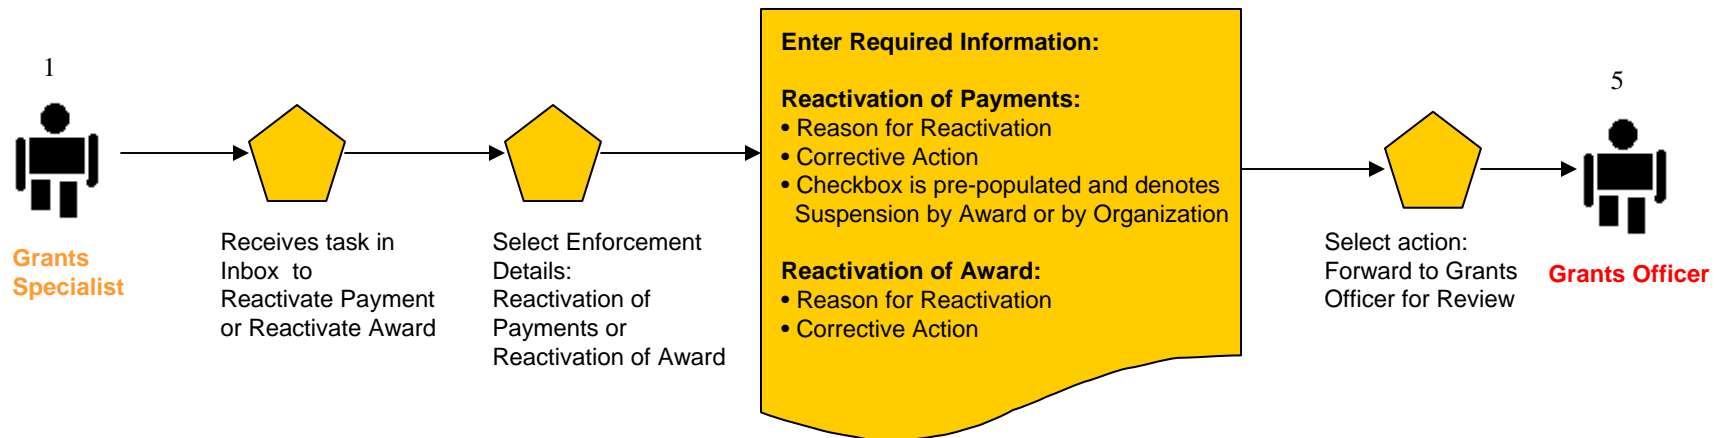 1
Grants
Specialist
Receives task in
Inbox to
Reactivate Payment
or Reactivate Award
Select Enforcement
Details:
Reactivation of
Payments or
Reactivation of Award
Enter Required Information:
Reactivation of Payments:
• Reason for Reactivation
• Corrective Action
• Checkbox is pre-populated and denotes
Suspension by Award or by Organization
Reactivation of Award:
• Reason for Reactivation
• Corrective Action
Select action:
Forward to Grants
Officer for Review
5
Grants Officer